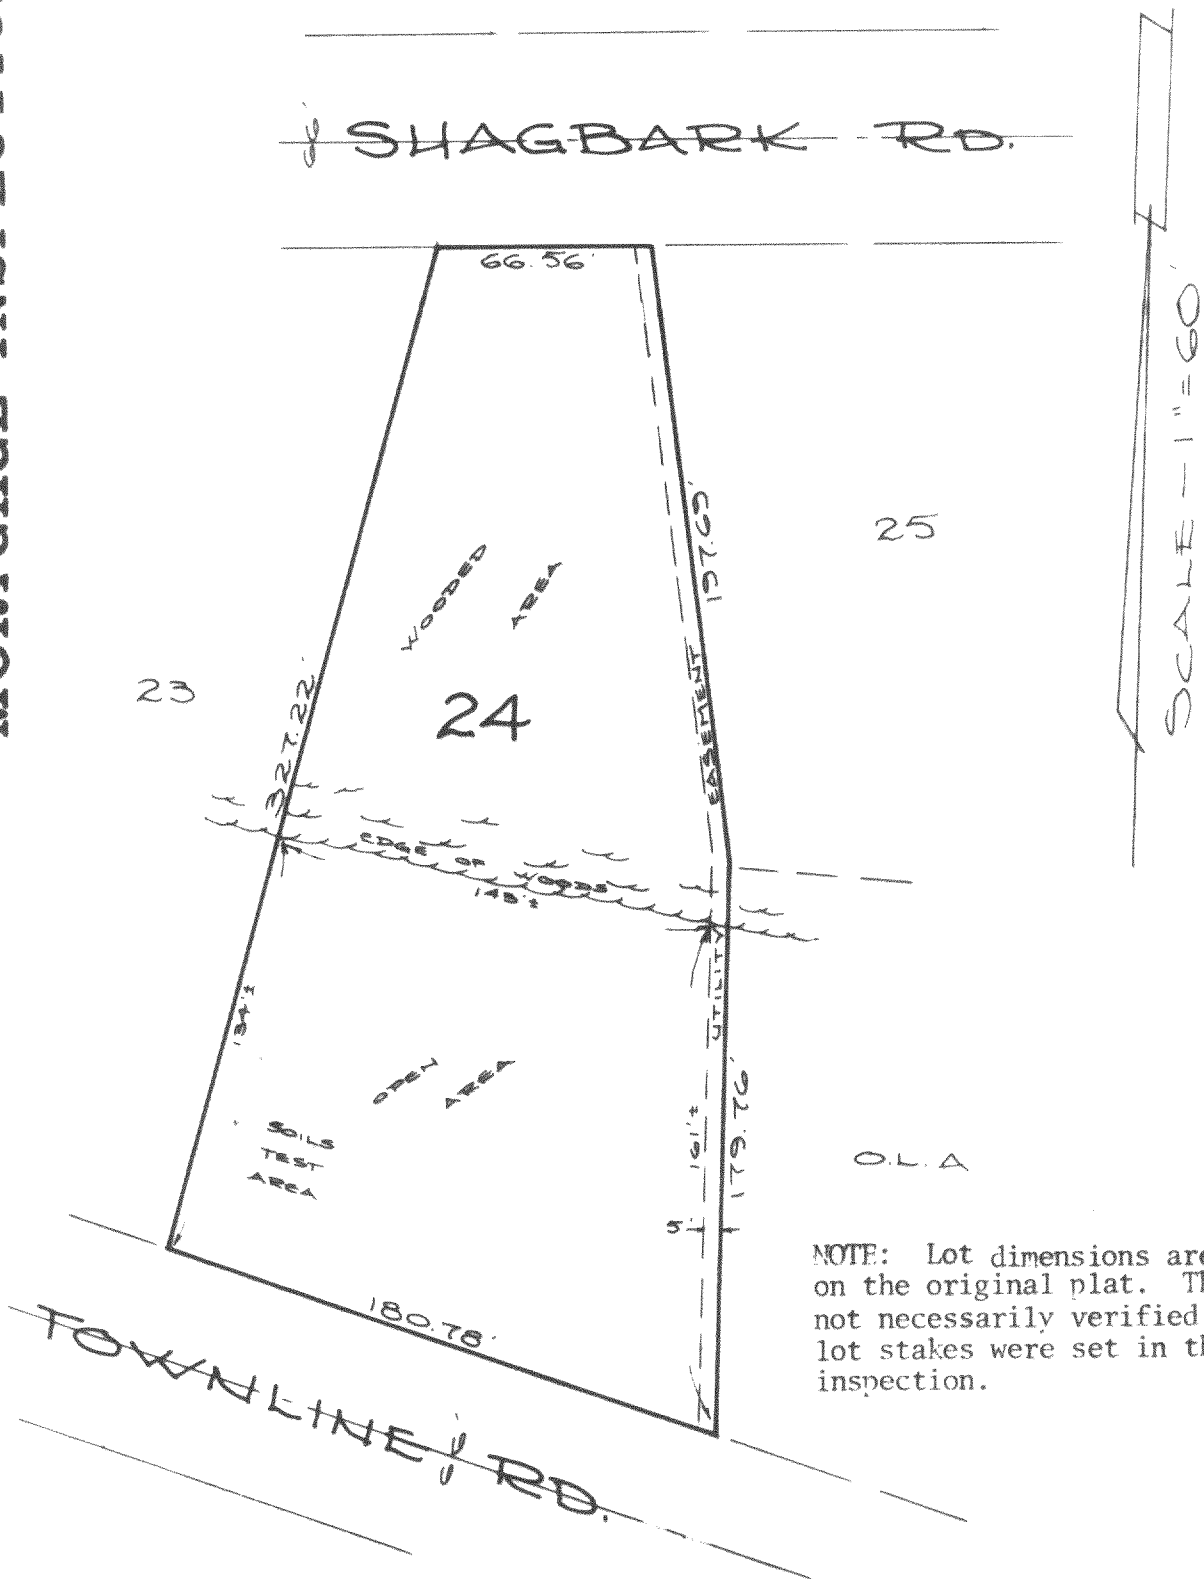 SHAGBARK RD.
66.56'
SCALE — 1" = 60'
197.65'
25
WOODED AREA
EASEMENT
23
24
327.22'
EDGE OF WOODS
143'±
UTILITY
134'±
OPEN AREA
161'±
179.76'
SOILS
TEST
AREA
O.L. A
5'
180.78'
NOTE: Lot dimensions are
on the original plat.
not necessarily verified
lot stakes were set in
inspection.
TOWNLINE RD.